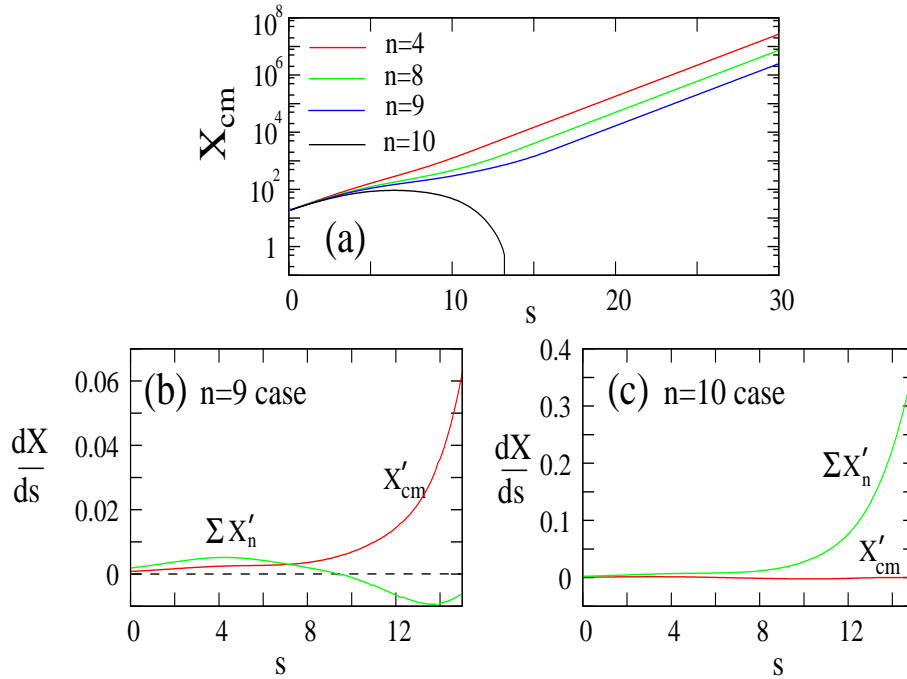 10^8
10^6
10^4
10^2
1
X_cm
n=4
n=8
n=9
n=10
(a)
0 10 20 30
s
0.06
0.04
0.02
0
dX
ds
(b) n=9 case
X′_cm
ΣX′_n
0 4 8 12
s
0.4
0.3
0.2
0.1
0
dX
ds
(c) n=10 case
ΣX′_n
X′_cm
0 4 8 12
s